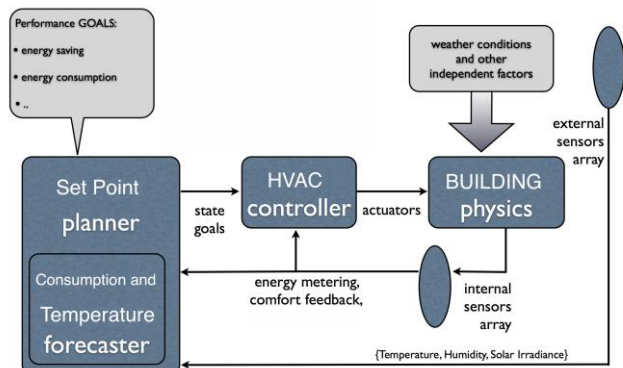 Performance GOALS:
• energy saving
• energy consumption
• ..
weather conditions
and other
independent factors
external
sensors
array
Set Point
planner
state
goals
HVAC
controller
actuators
BUILDING
physics
Consumption and
Temperature
forecaster
energy metering,
comfort feedback,
internal
sensors
array
{Temperature, Humidity, Solar Irradiance}